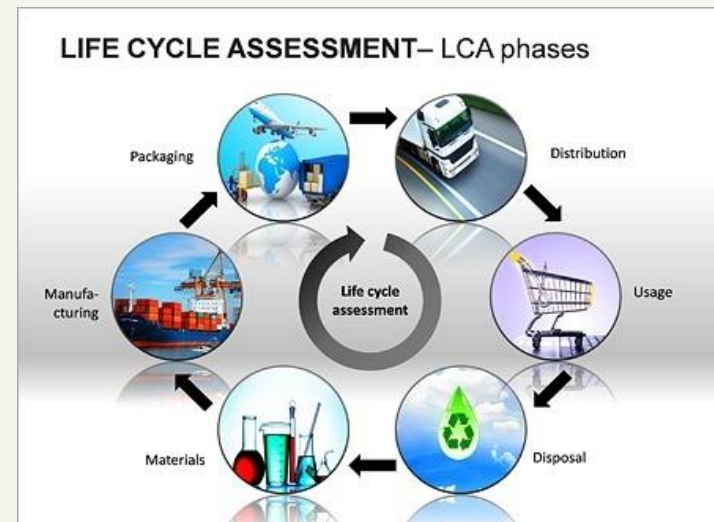 LIFE CYCLE ASSESSMENT– LCA phases
Packaging
Distribution
Manufa-
cturing
Life cycle
assessment
Usage
Materials
Disposal